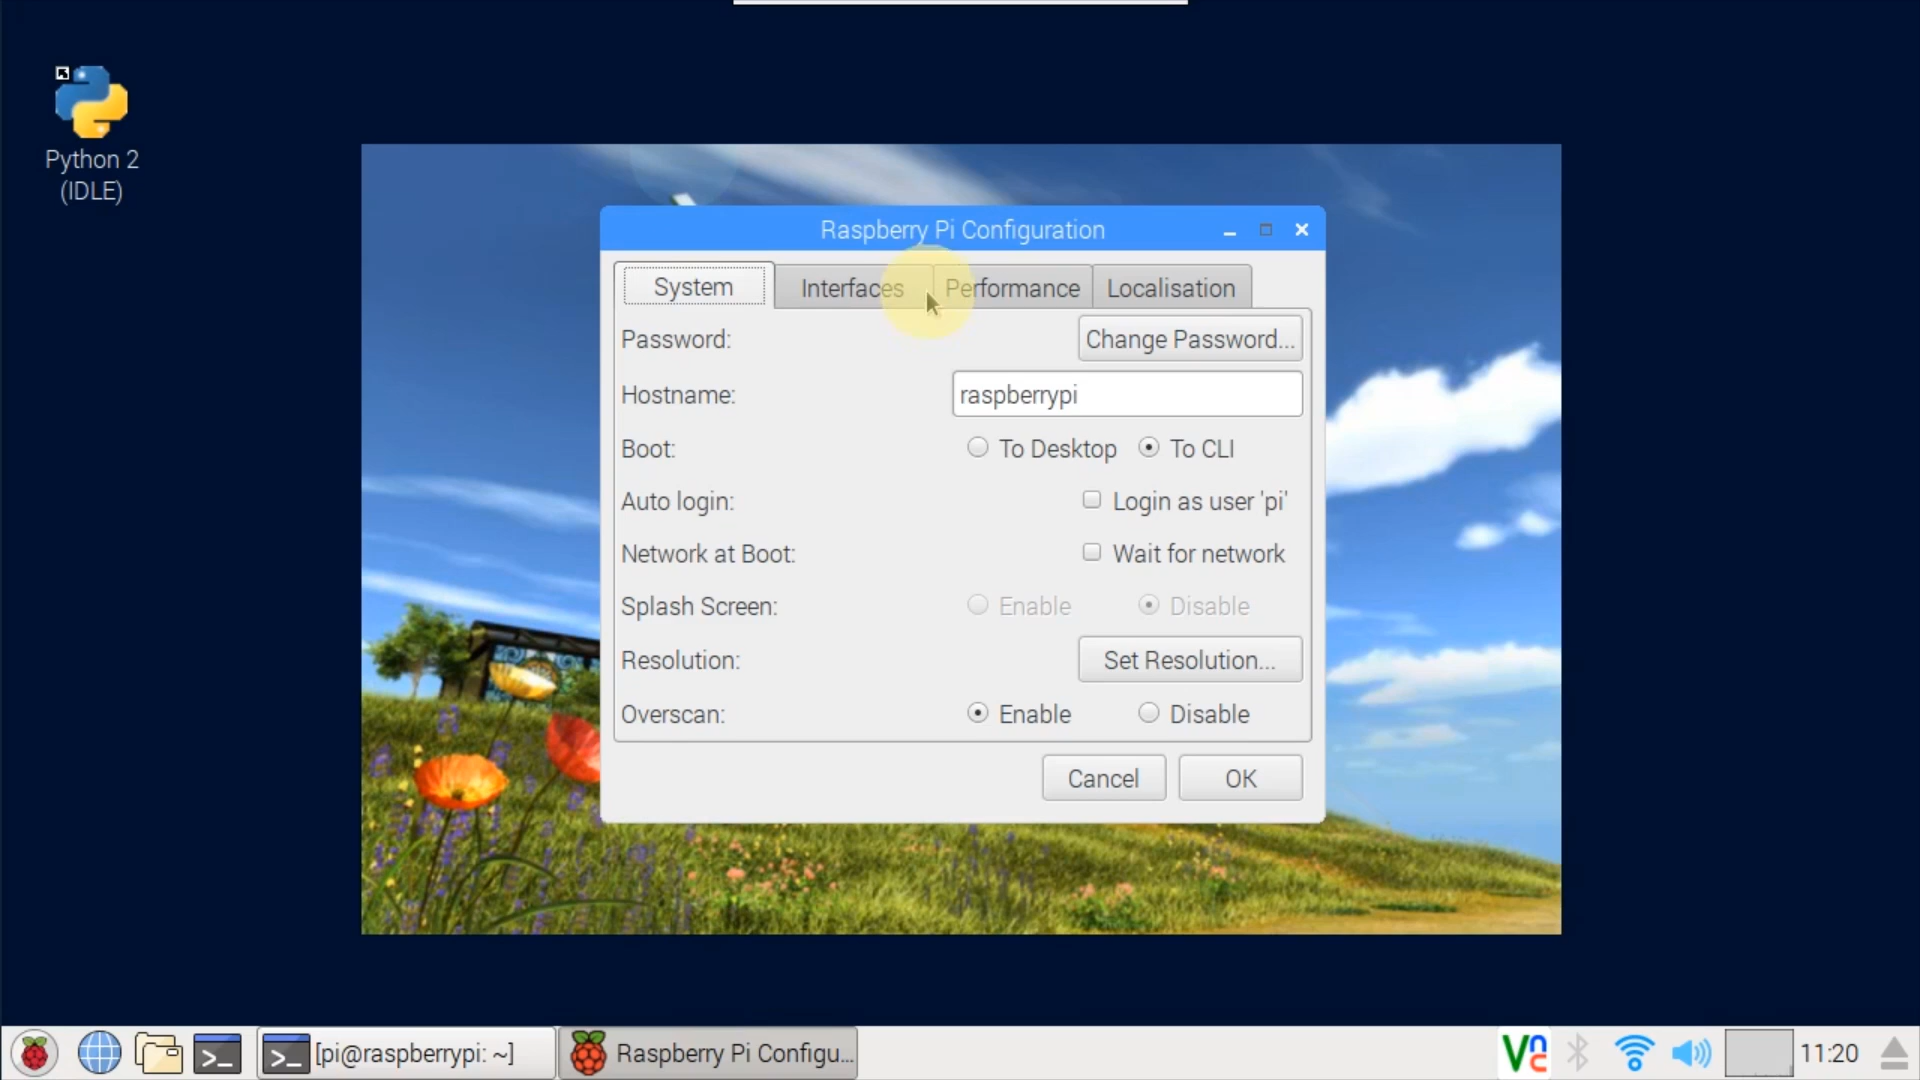 Python 2
(IDLE)
Raspberry Pi Configuration
System
Interfaces
Performance
Localisation
Password:
Change Password...
Hostname:
raspberrypi
Boot:
To Desktop
To CLI
Auto login:
Login as user 'pi'
Network at Boot:
Wait for network
Splash Screen:
Enable
Disable
Resolution:
Set Resolution...
Overscan:
Enable
Disable
Cancel
OK
[pi@raspberrypi: ~]
Raspberry Pi Configu...
VNC
11:20